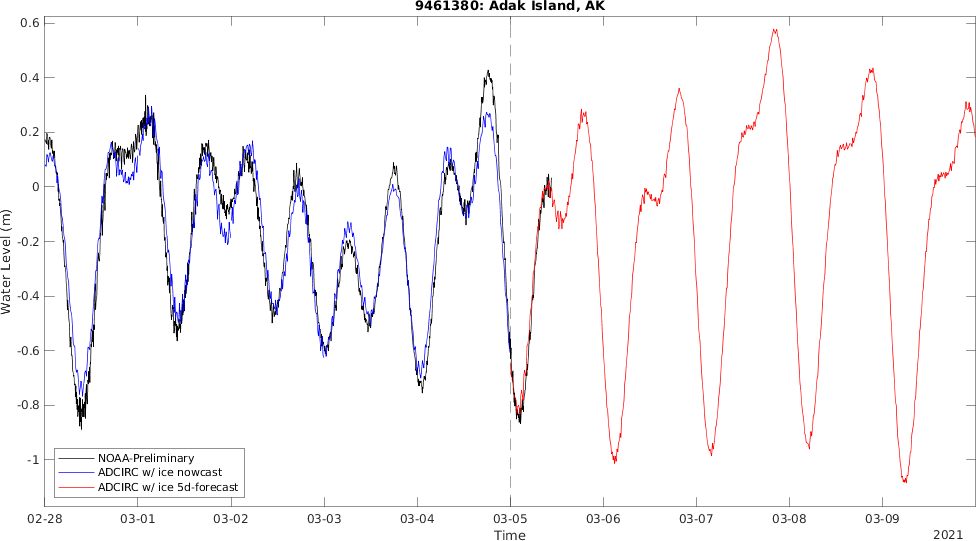 9461380: Adak Island, AK
0.6
0.4
0.2
0
-0.2
-0.4
-0.6
-0.8
-1
Water Level (m)
NOAA-Preliminary
ADCIRC w/ ice nowcast
ADCIRC w/ ice 5d-forecast
02-28 03-01 03-02 03-03 03-04 03-05 03-06 03-07 03-08 03-09
Time
2021